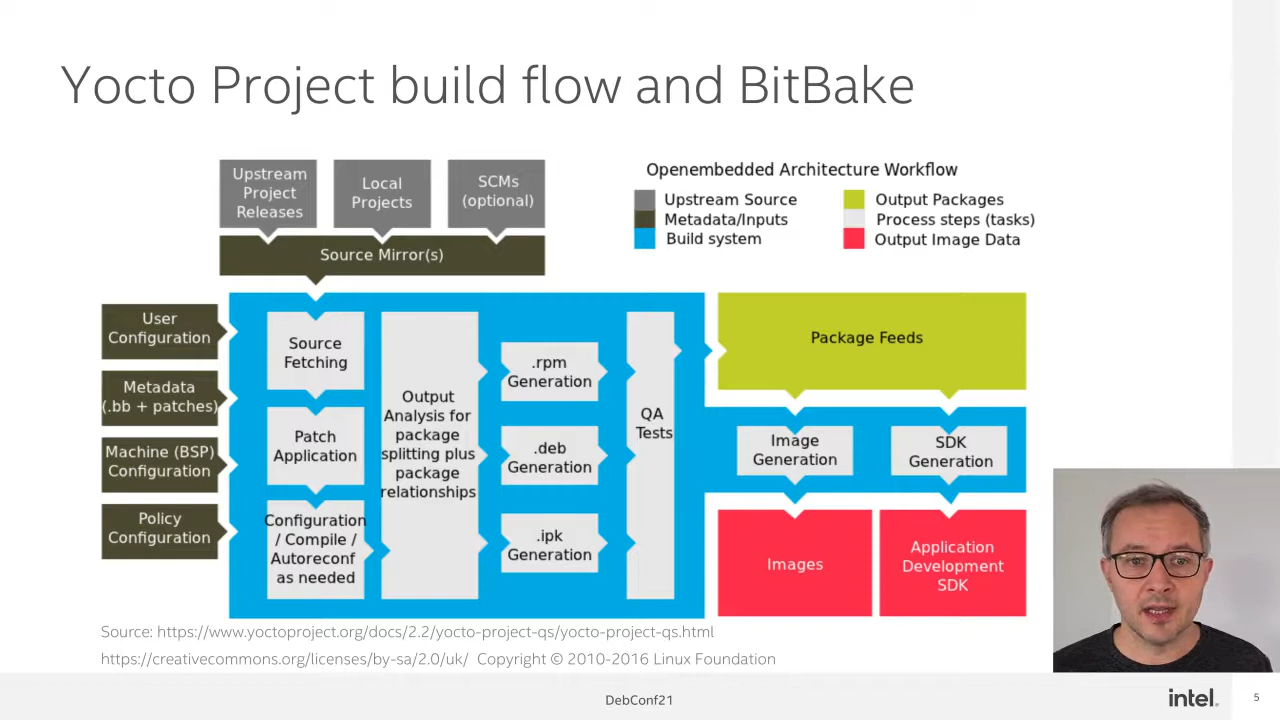 Yocto Project build flow and BitBake
Upstream
Project
Releases
Local
Projects
SCMs
(optional)
Source Mirror(s)
Openembedded Architecture Workflow
Upstream Source
Metadata/Inputs
Build system
Output Packages
Process steps (tasks)
Output Image Data
User
Configuration
Metadata
(.bb + patches)
Machine (BSP)
Configuration
Policy
Configuration
Source
Fetching
Patch
Application
Configuration
/ Compile /
Autoreconf
as needed
Output
Analysis for
package
splitting plus
package
relationships
.rpm
Generation
.deb
Generation
.ipk
Generation
QA
Tests
Package Feeds
Image
Generation
SDK
Generation
Images
Application
Development
SDK
Source: https://www.yoctoproject.org/docs/2.2/yocto-project-qs/yocto-project-qs.html
https://creativecommons.org/licenses/by-sa/2.0/uk/ Copyright © 2010-2016 Linux Foundation
DebConf21
intel.
5